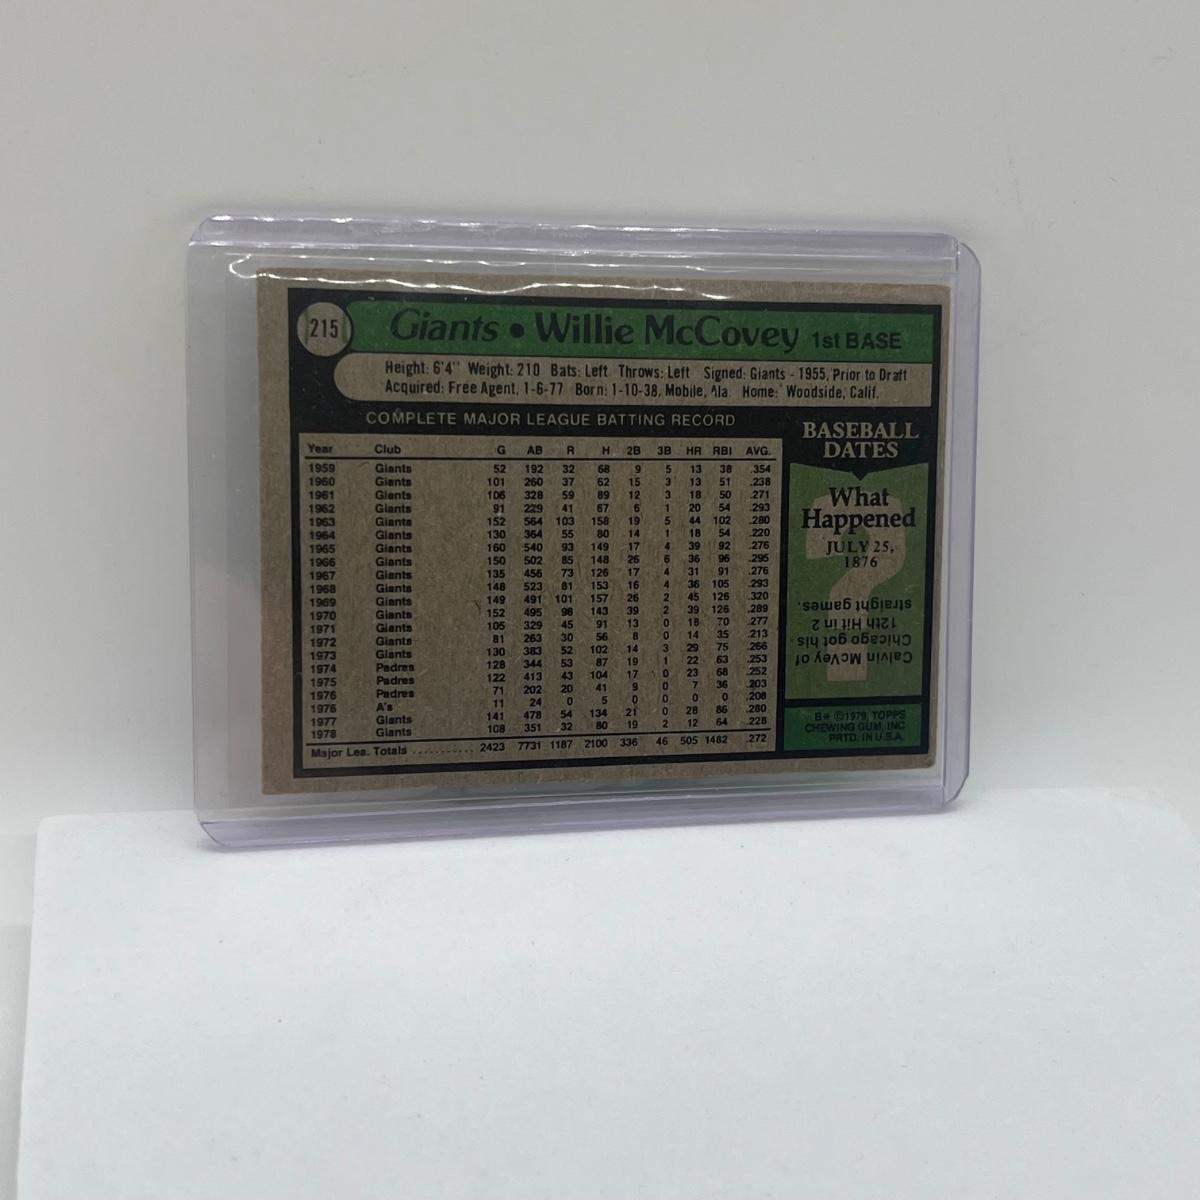 215 Giants • Willie McCovey 1st BASE
Height: 6'4" Weight: 210 Bats: Left Throws: Left Signed: Giants - 1955, Prior to Draft
Acquired: Free Agent, 1-6-77 Born: 1-10-38, Mobile, Ala. Home: Woodside, Calif.
COMPLETE MAJOR LEAGUE BATTING RECORD
Year Club G AB R H 2B 3B HR RBI AVG.
1959 Giants 52 192 32 68 9 5 13 38 .354
1960 Giants 101 260 37 62 15 3 13 51 .238
1961 Giants 106 328 59 89 12 3 18 50 .271
1962 Giants 91 229 41 67 6 1 20 54 .293
1963 Giants 152 564 103 158 19 5 44 102 .280
1964 Giants 130 364 55 80 14 1 18 54 .220
1965 Giants 160 540 93 149 17 4 39 92 .276
1966 Giants 150 502 85 148 26 6 36 96 .295
1967 Giants 135 456 73 126 17 4 31 91 .276
1968 Giants 148 523 81 153 16 4 36 105 .293
1969 Giants 149 491 101 157 26 2 45 126 .320
1970 Giants 152 495 98 143 39 2 39 126 .289
1971 Giants 105 329 45 91 13 0 18 70 .277
1972 Giants 81 263 30 56 8 0 14 35 .213
1973 Giants 130 383 52 102 14 3 29 75 .266
1974 Padres 128 344 53 87 19 1 22 63 .253
1975 Padres 122 413 43 104 17 0 23 68 .252
1976 Padres 71 202 20 41 9 0 7 36 .203
1976 A's 11 24 0 5 0 0 0 0 .208
1977 Giants 141 478 54 134 21 0 28 86 .280
1978 Giants 108 351 32 80 19 2 12 64 .228
Major Lea. Totals .......... 2423 7731 1187 2100 336 46 505 1482 .272
BASEBALL
DATES
What
Happened
JULY 25,
1876
?
Calvin McVey of
Chicago got his
12th Hit in 2
straight games.
B* ©1979, TOPPS
CHEWING GUM, INC
PRTD. IN U.S.A.